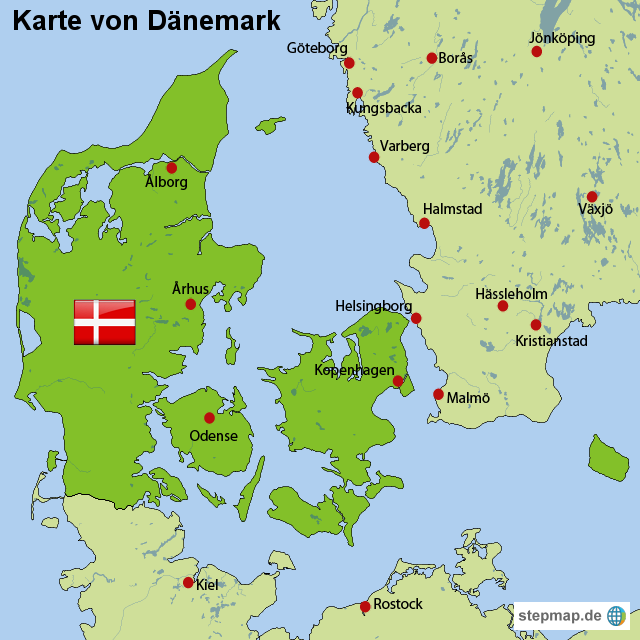 Karte von Dänemark
Göteborg
Borås
Jönköping
Kungsbacka
Varberg
Ålborg
Växjö
Halmstad
Århus
Hässleholm
Helsingborg
Kristianstad
Kopenhagen
Malmö
Odense
Kiel
Rostock
stepmap.de